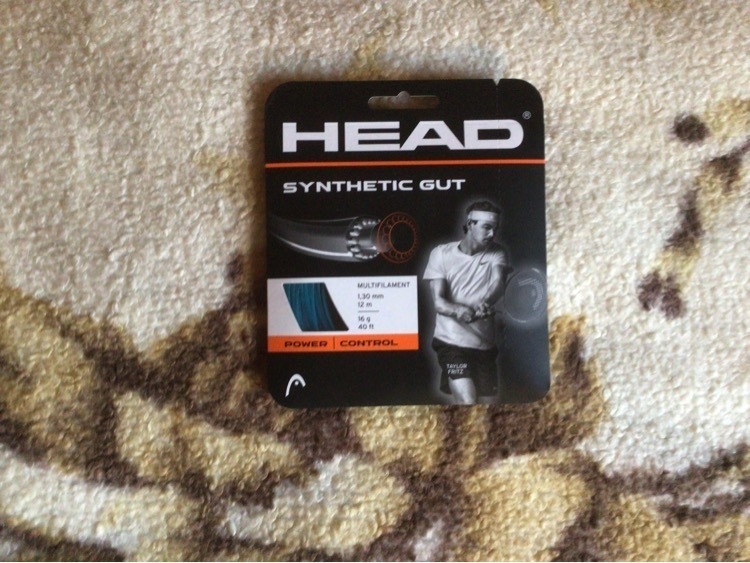 HEAD®
SYNTHETIC GUT
MULTIFILAMENT
1,30 mm
12 m
16 g
40 ft
POWER | CONTROL
TAYLOR
FRITZ